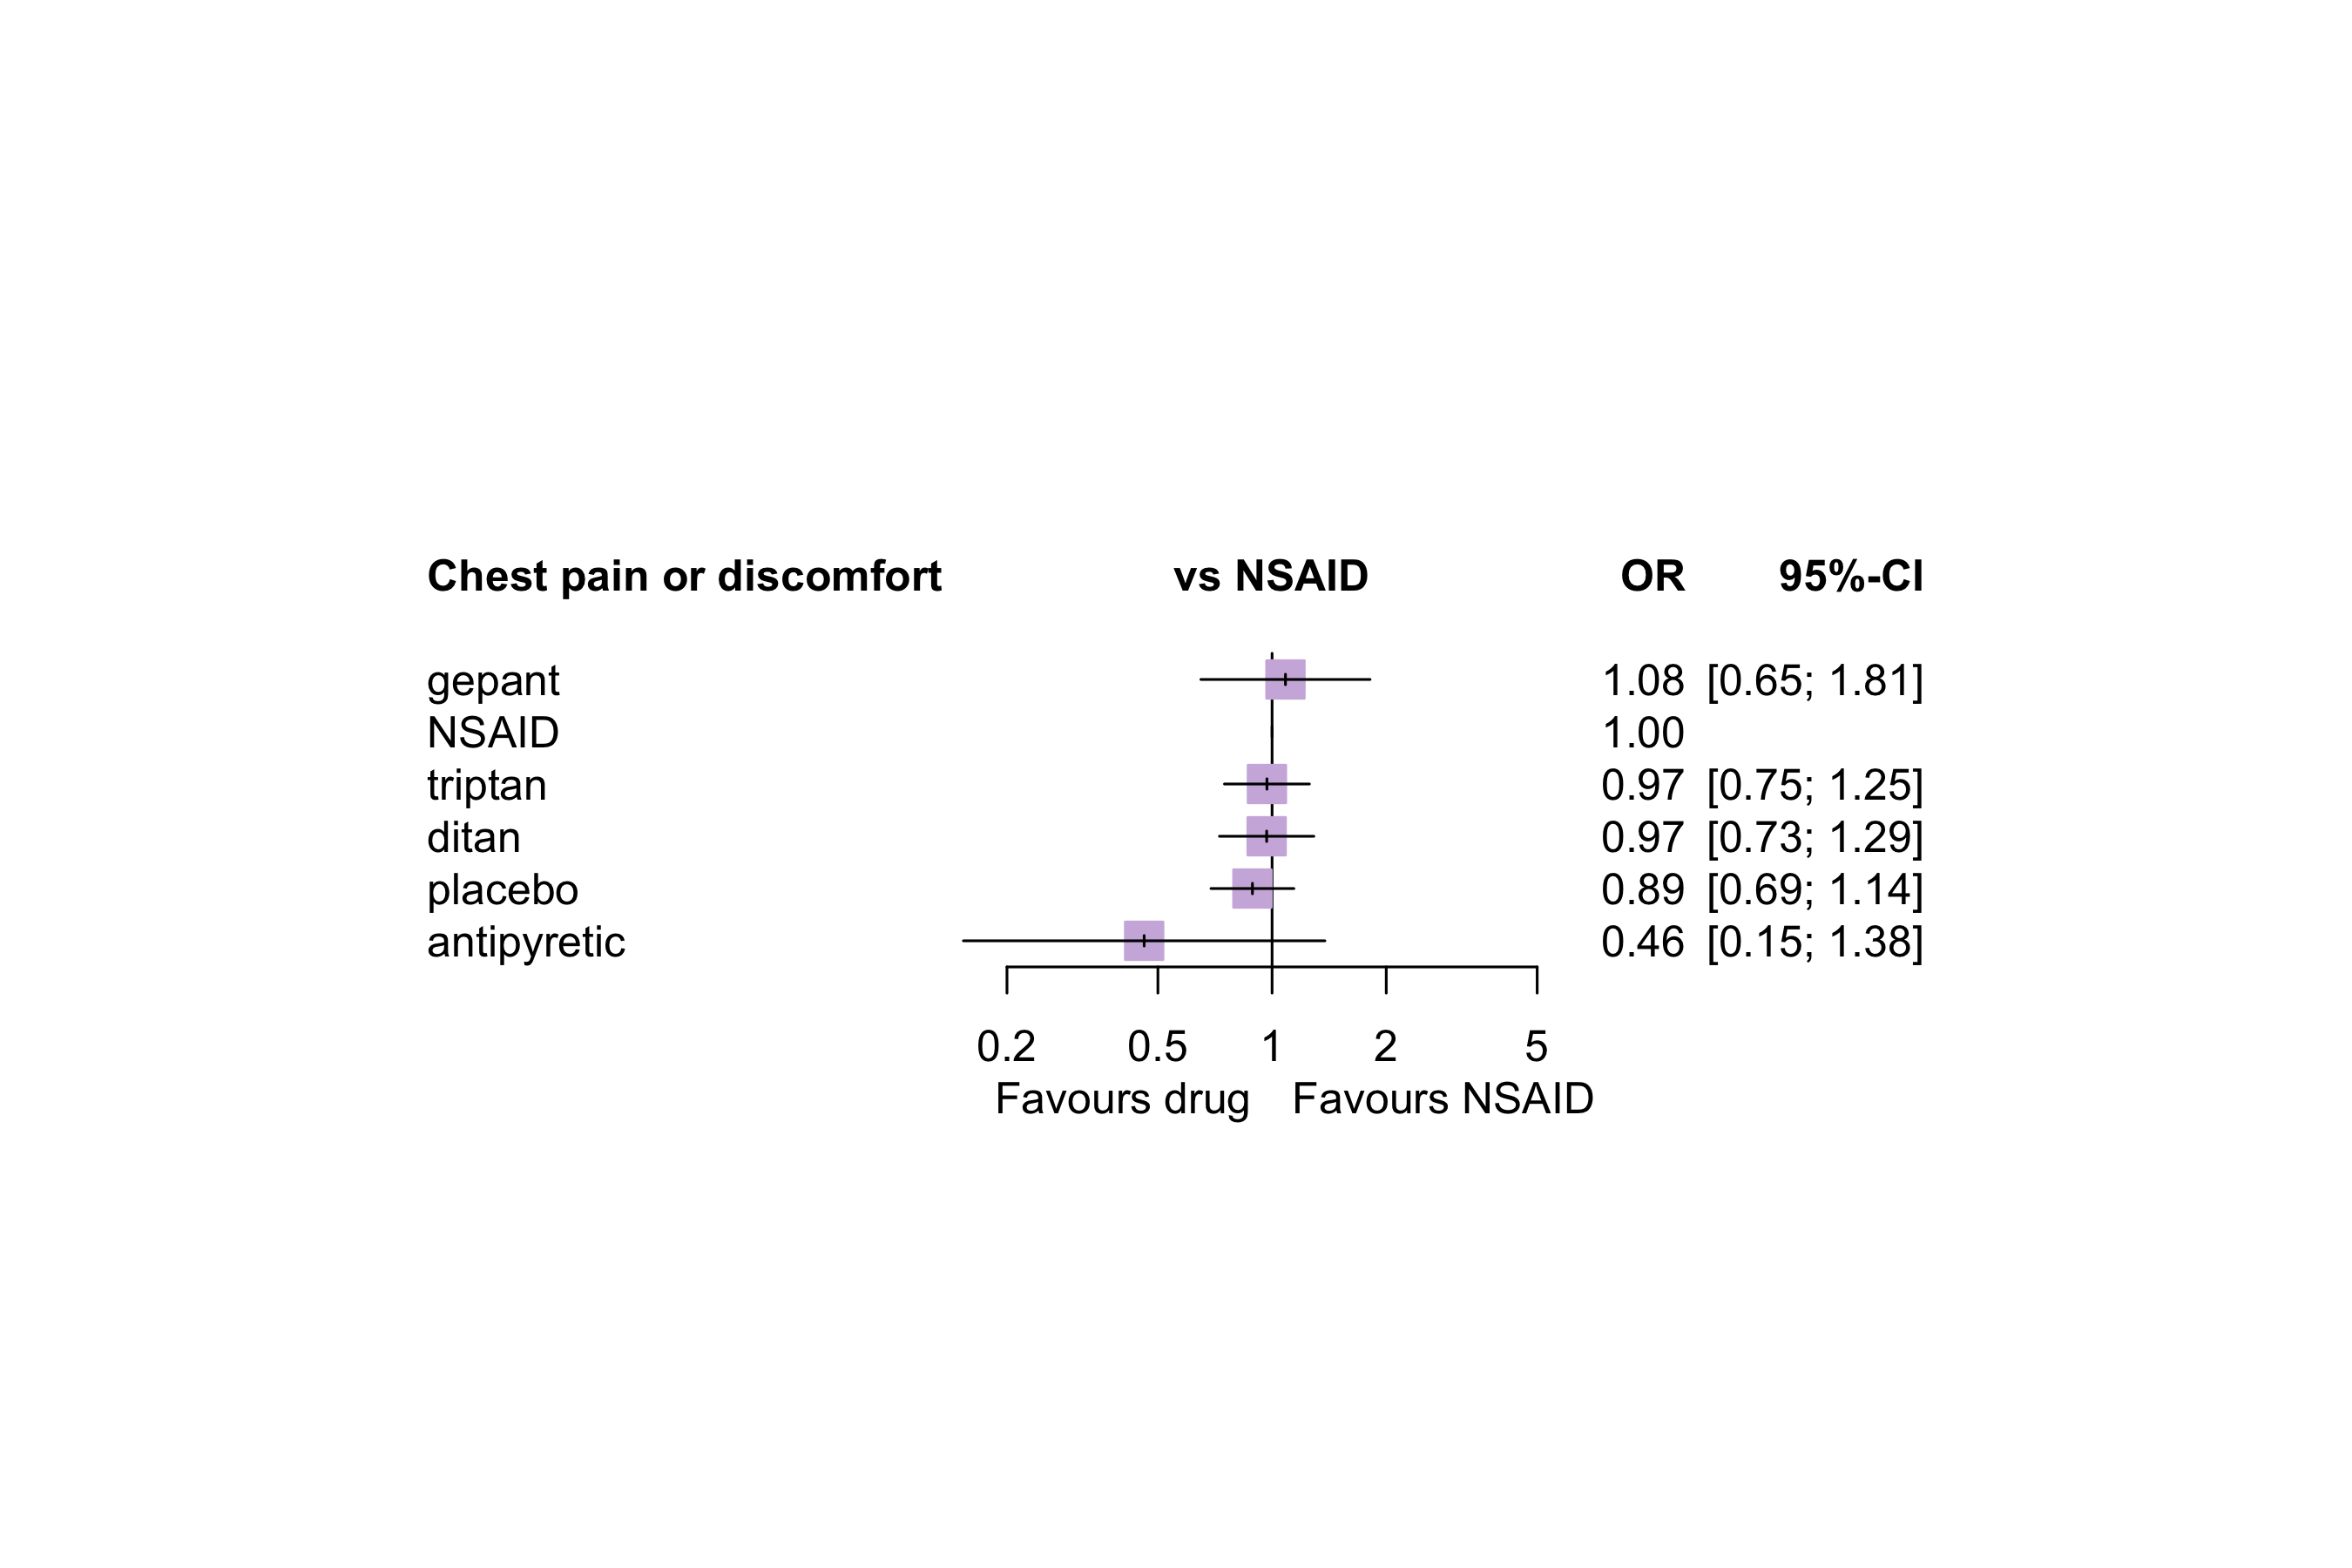 Chest pain or discomfort vs NSAID OR 95%-CI
gepant 1.08 [0.65; 1.81]
NSAID 1.00
triptan 0.97 [0.75; 1.25]
ditan 0.97 [0.73; 1.29]
placebo 0.89 [0.69; 1.14]
antipyretic 0.46 [0.15; 1.38]
0.2 0.5 1 2 5
Favours drug Favours NSAID